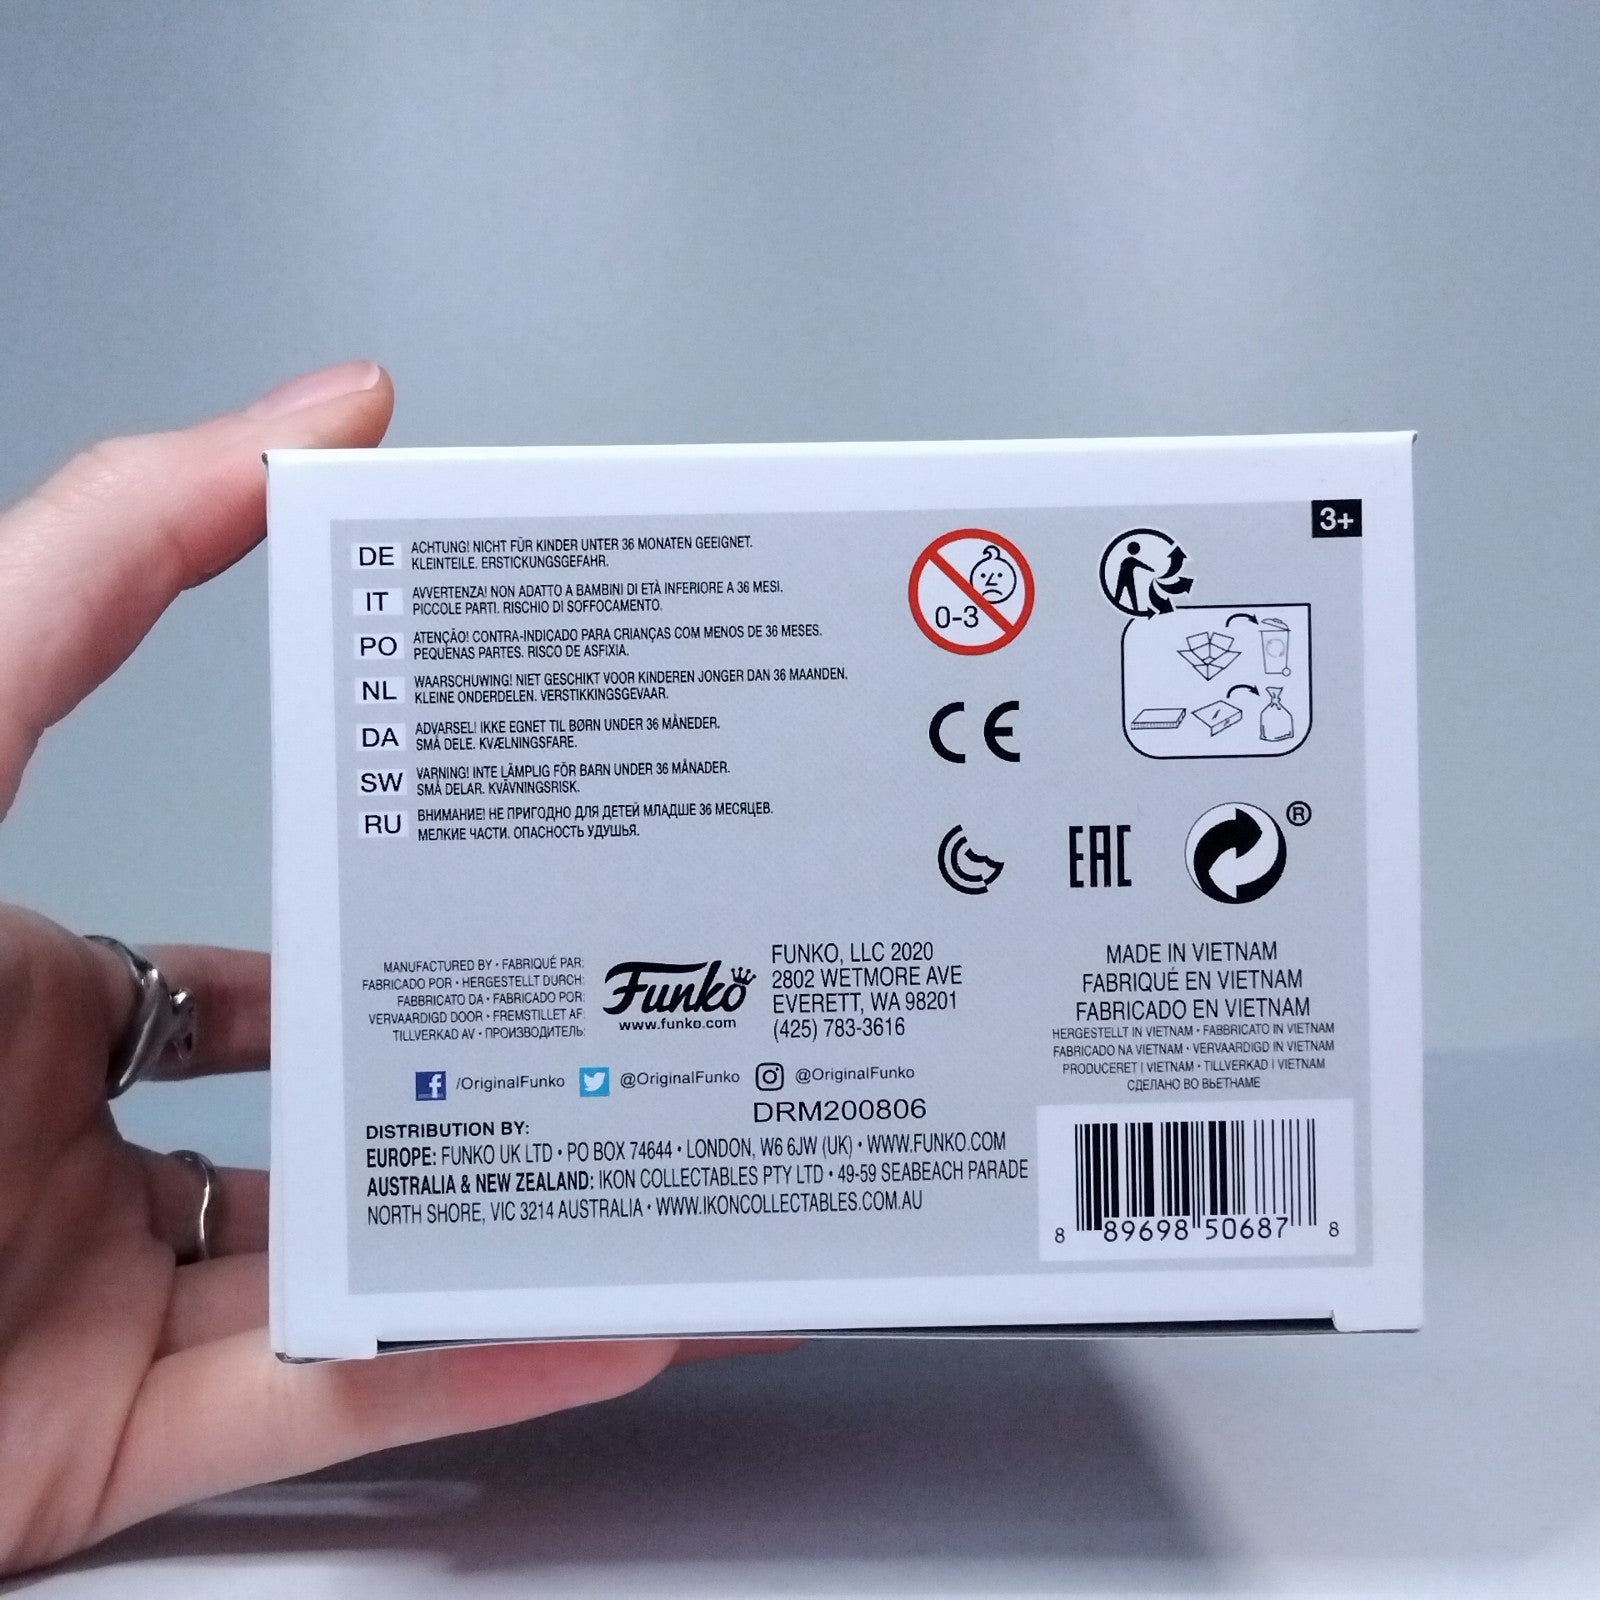 3+
DE
ACHTUNG! NICHT FÜR KINDER UNTER 36 MONATEN GEEIGNET.
KLEINTEILE. ERSTICKUNGSGEFAHR.
IT
AVVERTENZA! NON ADATTO A BAMBINI DI ETÀ INFERIORE A 36 MESI.
PICCOLE PARTI. RISCHIO DI SOFFOCAMENTO.
PO
ATENÇÃO! CONTRA-INDICADO PARA CRIANÇAS COM MENOS DE 36 MESES.
PEQUENAS PARTES. RISCO DE ASFIXIA.
NL
WAARSCHUWING! NIET GESCHIKT VOOR KINDEREN JONGER DAN 36 MAANDEN.
KLEINE ONDERDELEN. VERSTIKKINGSGEVAAR.
DA
ADVARSEL! IKKE EGNET TIL BØRN UNDER 36 MÅNEDER.
SMÅ DELE. KVÆLNINGSFARE.
SW
VARNING! INTE LÄMPLIG FÖR BARN UNDER 36 MÅNADER.
SMÅ DELAR. KVÄVNINGSRISK.
RU
ВНИМАНИЕ! НЕ ПРИГОДНО ДЛЯ ДЕТЕЙ МЛАДШЕ 36 МЕСЯЦЕВ.
МЕЛКИЕ ЧАСТИ. ОПАСНОСТЬ УДУШЬЯ.
0-3
CE
EAC
®
MANUFACTURED BY • FABRIQUÉ PAR:
FABRICADO POR • HERGESTELLT DURCH:
FABBRICATO DA • FABRICADO POR:
VERVAARDIGD DOOR • FREMSTILLET AF:
TILLVERKAD AV • ПРОИЗВОДИТЕЛЬ:
Funko
www.funko.com
FUNKO, LLC 2020
2802 WETMORE AVE
EVERETT, WA 98201
(425) 783-3616
MADE IN VIETNAM
FABRIQUÉ EN VIETNAM
FABRICADO EN VIETNAM
HERGESTELLT IN VIETNAM • FABBRICATO IN VIETNAM
FABRICADO NA VIETNAM • VERVAARDIGD IN VIETNAM
PRODUCERET I VIETNAM • TILLVERKAD I VIETNAM
СДЕЛАНО ВО ВЬЕТНАМЕ
f /OriginalFunko @OriginalFunko @OriginalFunko
DRM200806
DISTRIBUTION BY:
EUROPE: FUNKO UK LTD • PO BOX 74644 • LONDON, W6 6JW (UK) • WWW.FUNKO.COM
AUSTRALIA & NEW ZEALAND: IKON COLLECTABLES PTY LTD • 49-59 SEABEACH PARADE
NORTH SHORE, VIC 3214 AUSTRALIA • WWW.IKONCOLLECTABLES.COM.AU
8 89698 50687 8